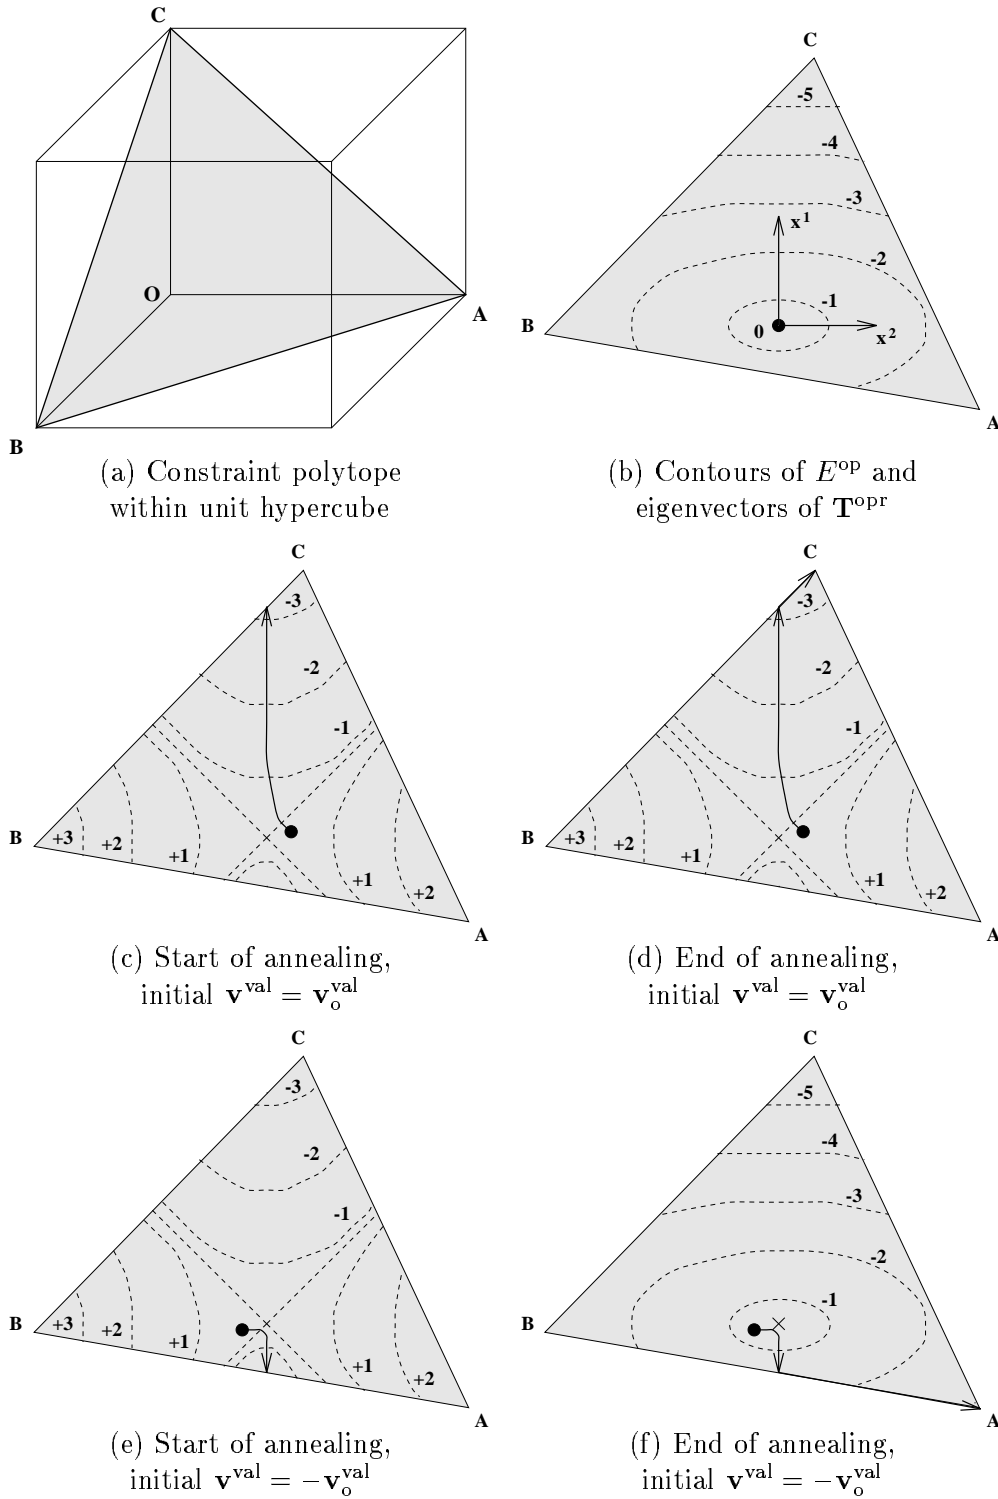 C
O
A
B
(a) Constraint polytope
within unit hypercube
C
-5
-4
-3
x¹
-2
-1
B
0
x²
A
(b) Contours of Eᵒᵖ and
eigenvectors of Tᵒᵖʳ
C
-3
-2
-1
B
+3
+2
+1
+1
+2
A
(c) Start of annealing,
initial v^val = v_o^val
C
-3
-2
-1
B
+3
+2
+1
+1
+2
A
(d) End of annealing,
initial v^val = v_o^val
C
-3
-2
-1
B
+3
+2
+1
+1
+2
A
(e) Start of annealing,
initial v^val = −v_o^val
C
-5
-4
-3
-2
-1
B
A
(f) End of annealing,
initial v^val = −v_o^val